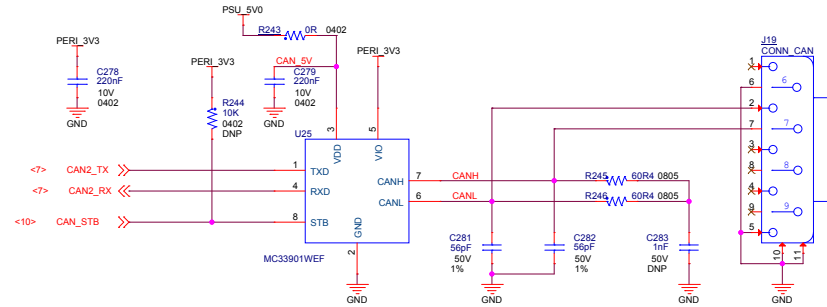 PSU_5V0
R243 0R 0402
PERI_3V3
C278
220nF
10V
0402
GND
PERI_3V3
R244
10K
0402
DNP
CAN_5V
C279
220nF
10V
0402
GND
PERI_3V3
U25
3
VDD
5
VIO
<7> CAN2_TX
1
TXD
<7> CAN2_RX
4
RXD
<10> CAN_STB
8
STB
CANH
7
CANH
CANL
6
CANL
GND
2
MC33901WEF
GND
R245 60R4 0805
R246 60R4 0805
C281
56pF
50V
1%
GND
C282
56pF
50V
1%
C283
1nF
50V
DNP
GND
J19
CONN_CAN
1
6
6
2
7
7
3
8
8
4
9
9
5
10
11
GND